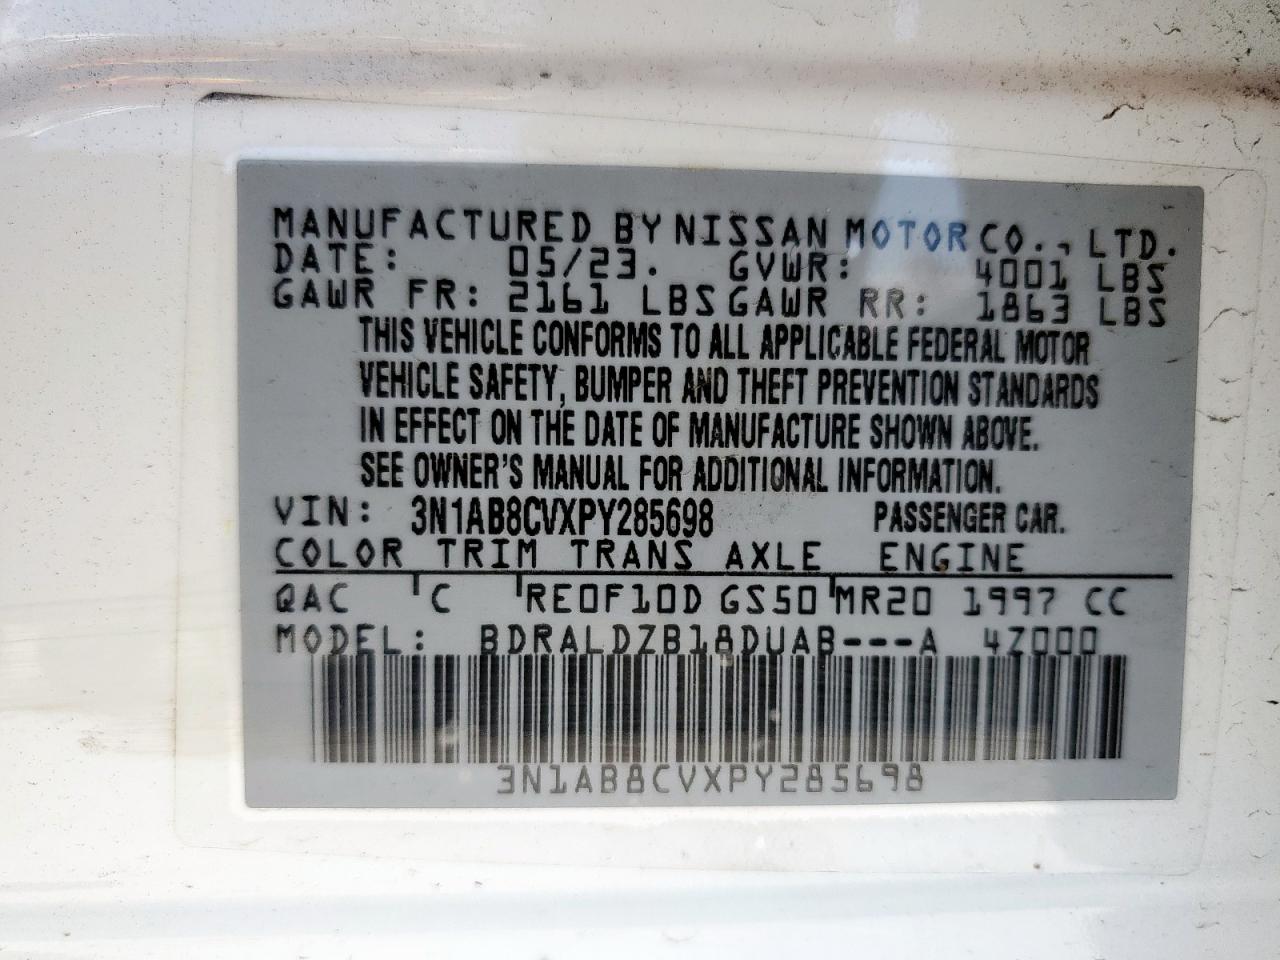 MANUFACTURED BY NISSAN MOTOR CO., LTD.
DATE: 05/23. GVWR: 4001 LBS
GAWR FR: 2161 LBS GAWR RR: 1863 LBS
THIS VEHICLE CONFORMS TO ALL APPLICABLE FEDERAL MOTOR
VEHICLE SAFETY, BUMPER AND THEFT PREVENTION STANDARDS
IN EFFECT ON THE DATE OF MANUFACTURE SHOWN ABOVE.
SEE OWNER'S MANUAL FOR ADDITIONAL INFORMATION.
VIN: 3N1AB8CVXPY285698 PASSENGER CAR.
COLOR TRIM TRANS AXLE ENGINE
QAC C RE0F10D GS50 MR20 1997 CC
MODEL: BDRALDZB18DUAB---A 4Z000
3N1AB8CVXPY285698